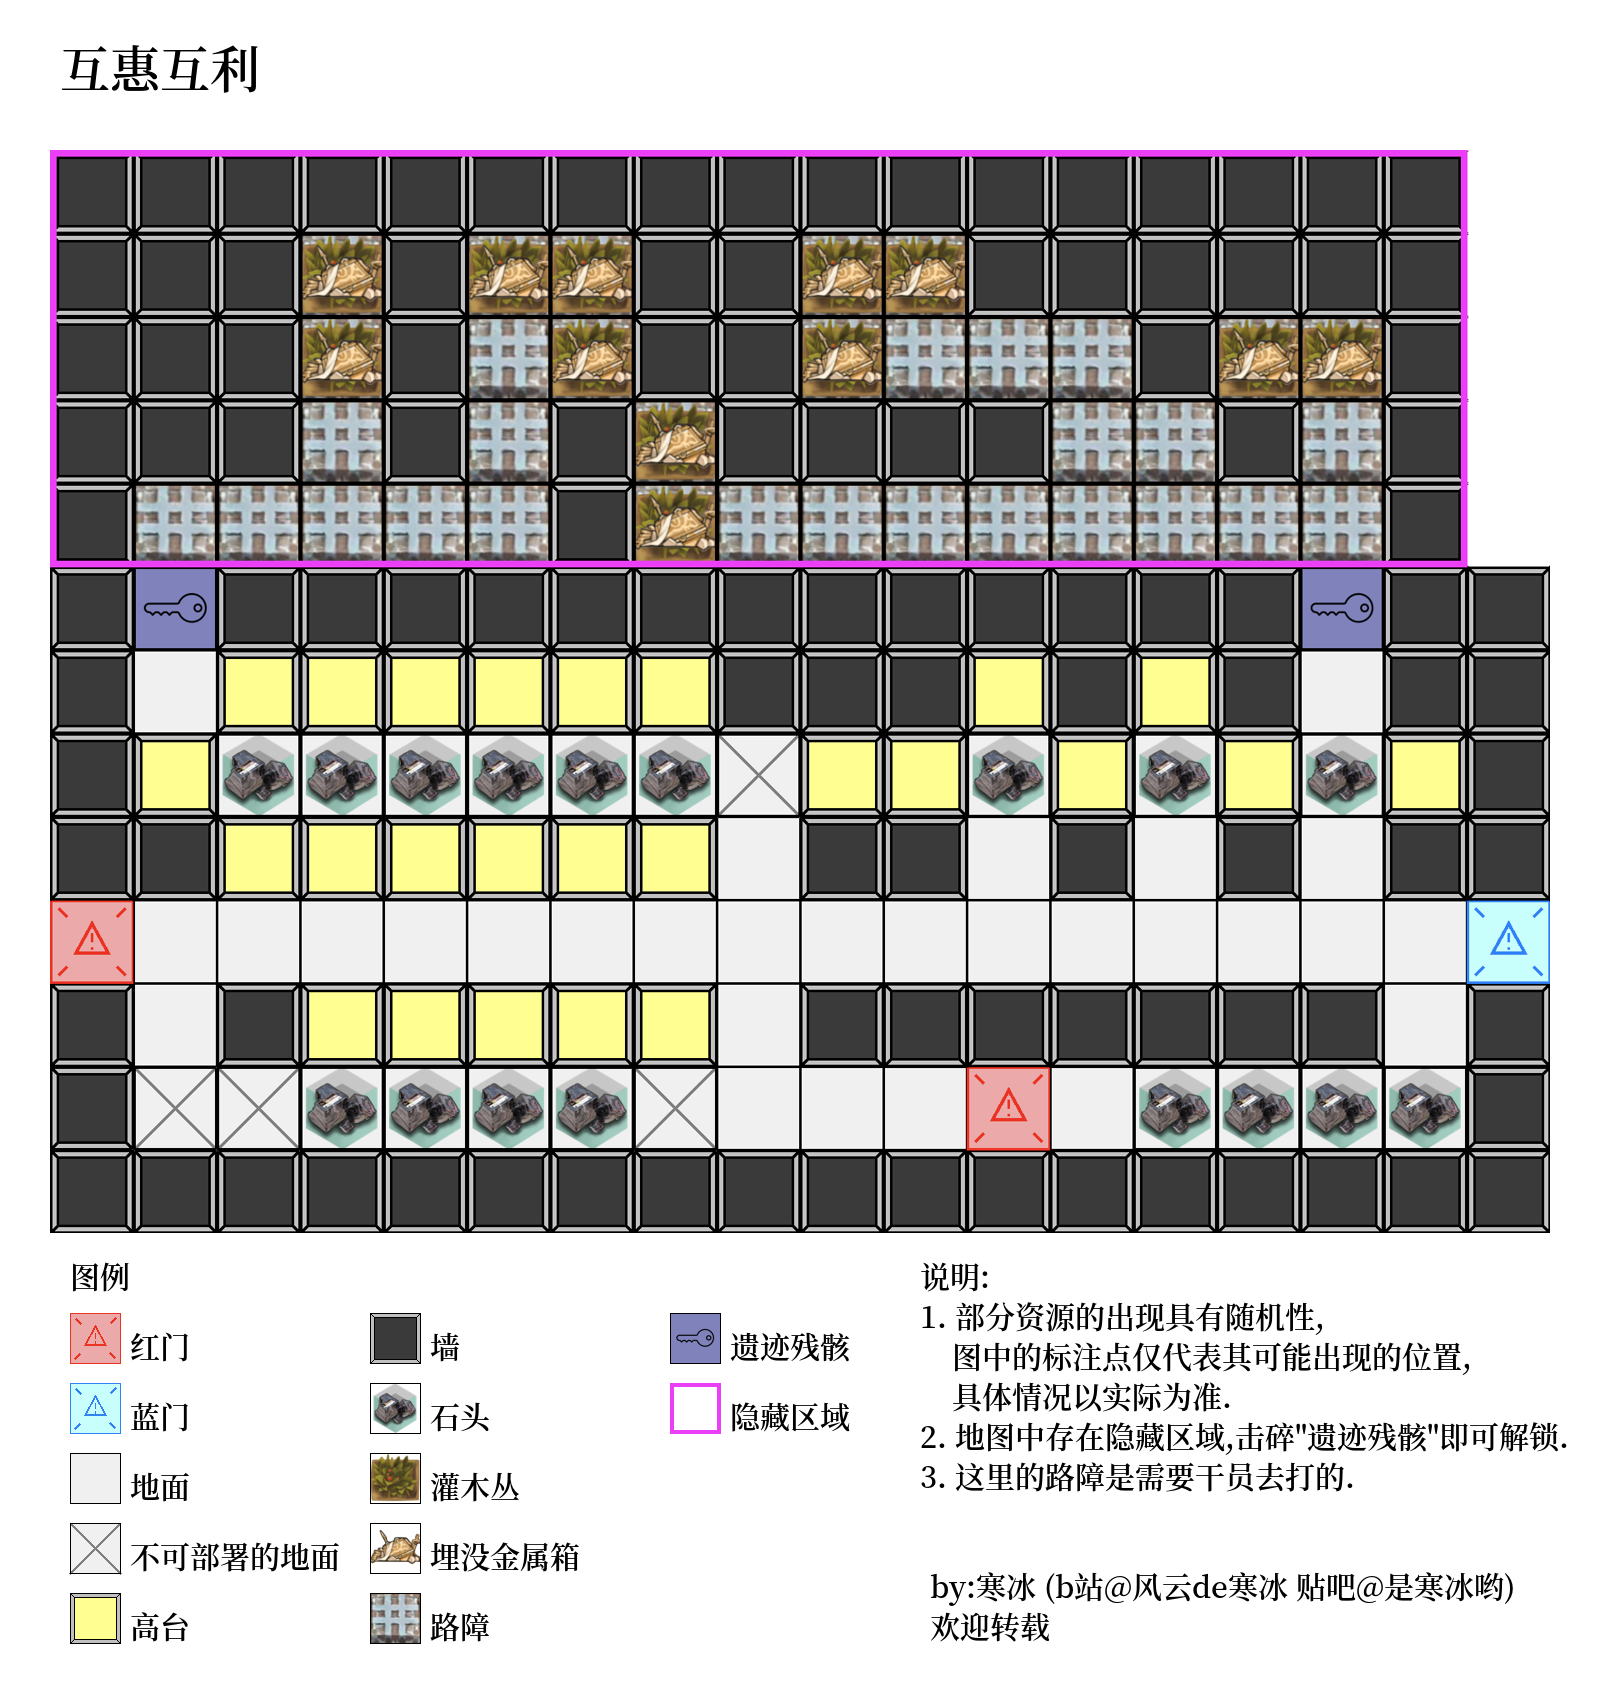 互惠互利
图例
红门
蓝门
地面
不可部署的地面
高台
墙
石头
灌木丛
埋没金属箱
路障
遗迹残骸
隐藏区域
说明:
1. 部分资源的出现具有随机性,
图中的标注点仅代表其可能出现的位置,
具体情况以实际为准.
2. 地图中存在隐藏区域,击碎"遗迹残骸"即可解锁.
3. 这里的路障是需要干员去打的.
by:寒冰 (b站@风云de寒冰 贴吧@是寒冰哟)
欢迎转载